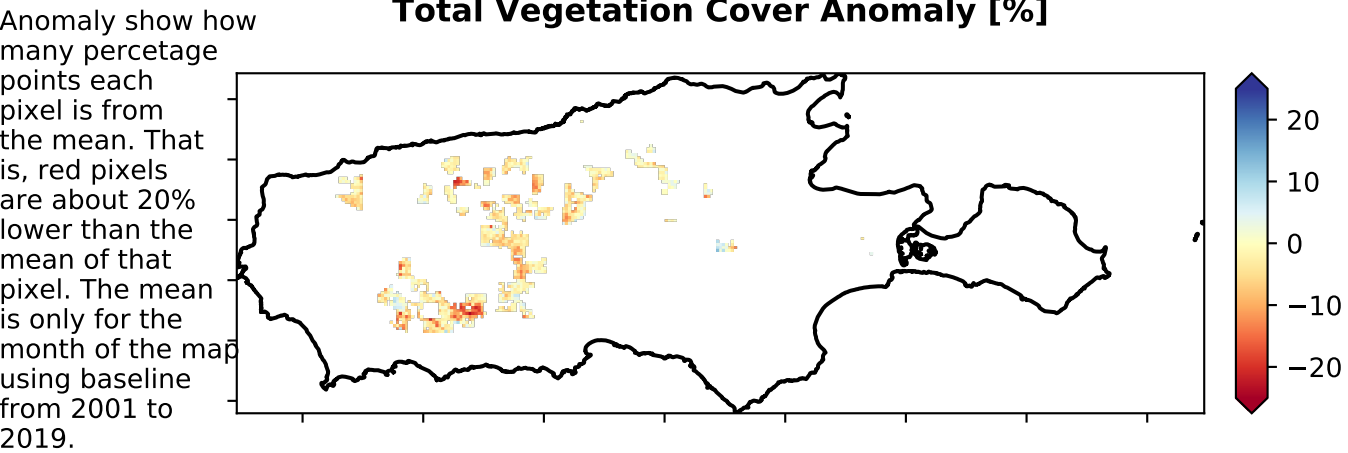 Total Vegetation Cover Anomaly [%]
Anomaly show how
many percetage
points each
pixel is from
the mean. That
is, red pixels
are about 20%
lower than the
mean of that
pixel. The mean
is only for the
month of the map
using baseline
from 2001 to
2019.
20
10
0
−10
−20